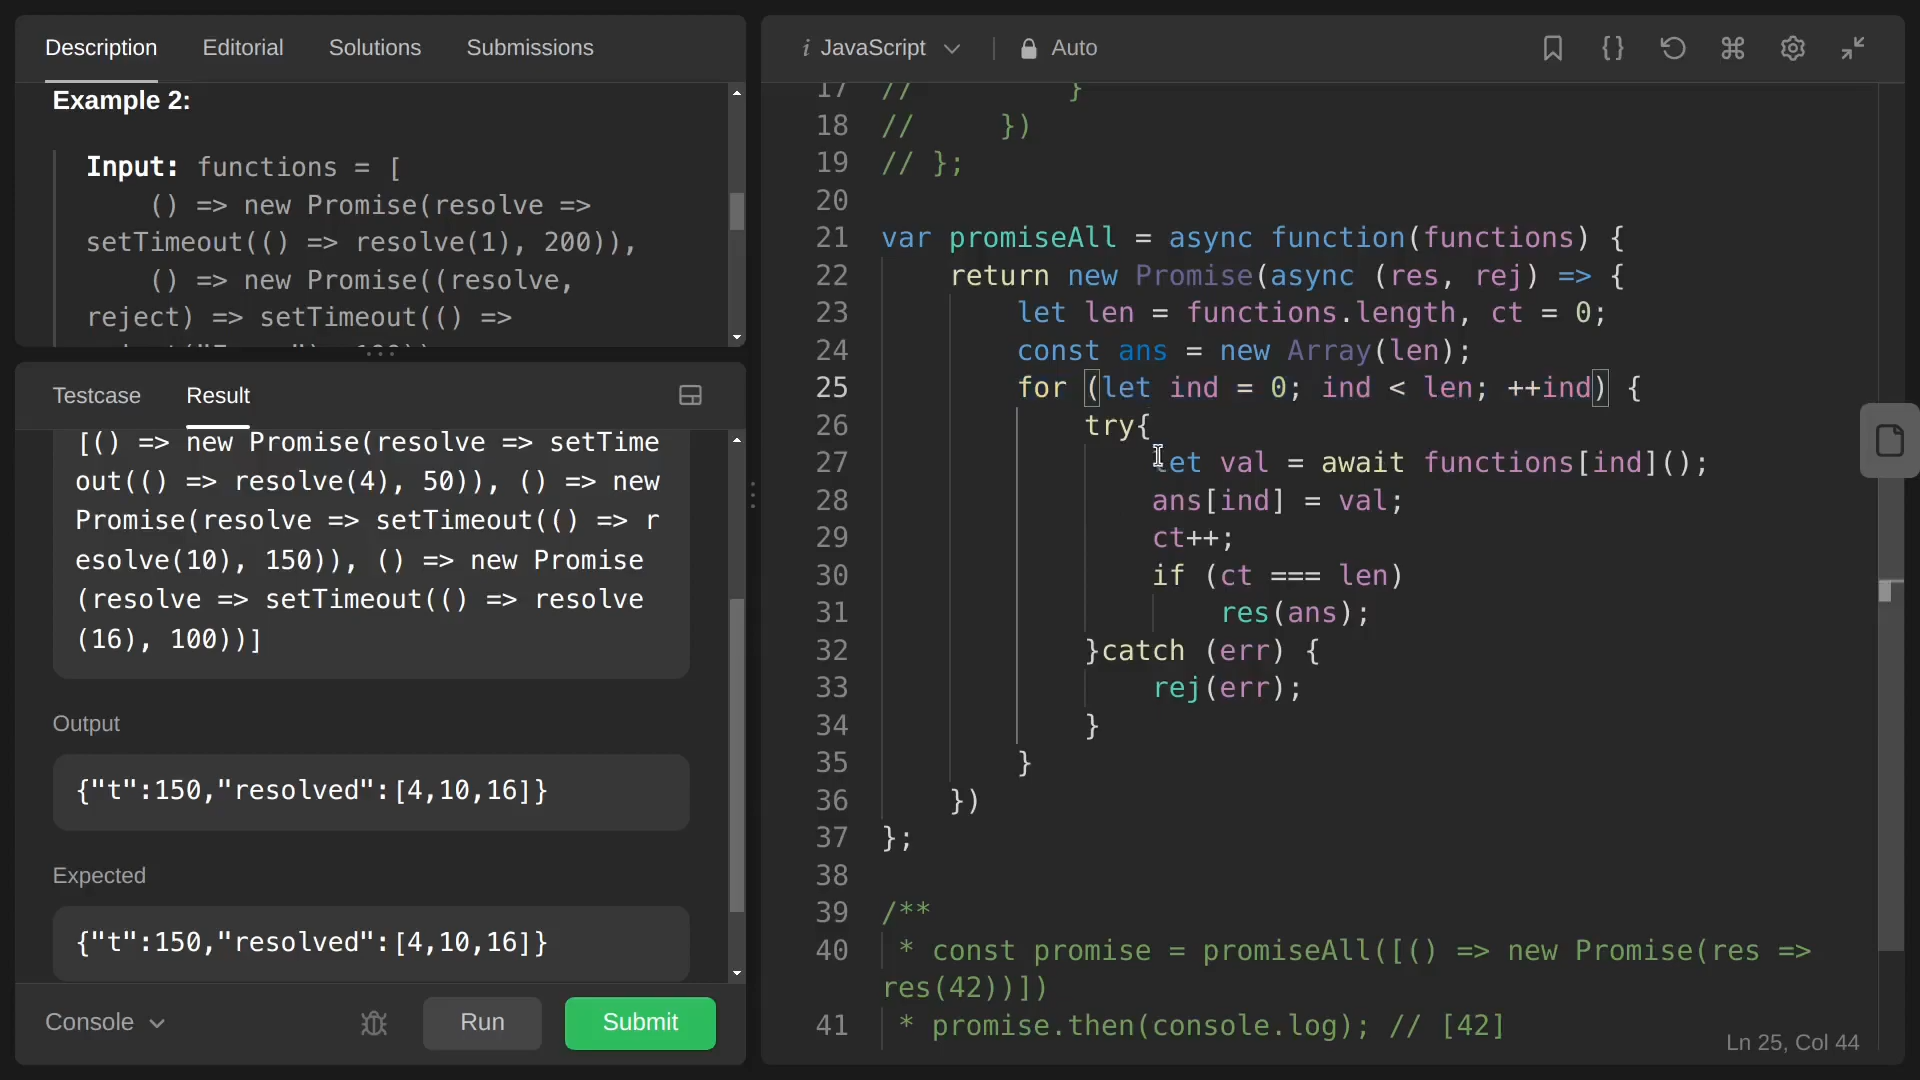 Description Editorial Solutions Submissions
Example 2:
Input: functions = [
() => new Promise(resolve =>
setTimeout(() => resolve(1), 200)),
() => new Promise((resolve,
reject) => setTimeout(() =>
Testcase Result
[() => new Promise(resolve => setTime
out(() => resolve(4), 50)), () => new
Promise(resolve => setTimeout(() => r
esolve(10), 150)), () => new Promise
(resolve => setTimeout(() => resolve
(16), 100))]
Output
{"t":150,"resolved":[4,10,16]}
Expected
{"t":150,"resolved":[4,10,16]}
Console Run Submit
i JavaScript Auto
17 // }
18 // })
19 // };
20
21 var promiseAll = async function(functions) {
22 return new Promise(async (res, rej) => {
23 let len = functions.length, ct = 0;
24 const ans = new Array(len);
25 for (let ind = 0; ind < len; ++ind) {
26 try{
27 let val = await functions[ind]();
28 ans[ind] = val;
29 ct++;
30 if (ct === len)
31 res(ans);
32 }catch (err) {
33 rej(err);
34 }
35 }
36 })
37 };
38
39 /**
40 * const promise = promiseAll([() => new Promise(res =>
res(42))])
41 * promise.then(console.log); // [42]
Ln 25, Col 44